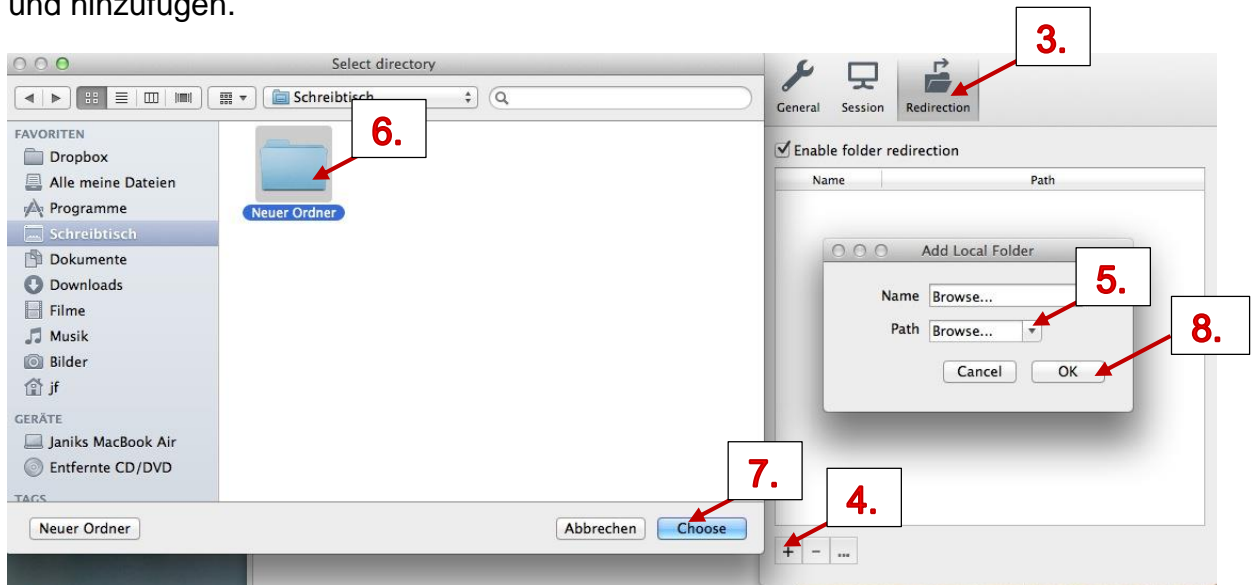 und hinzufügen.
3.
Select directory
Schreibtisch
General Session Redirection
6.
FAVORITEN
Dropbox
Alle meine Dateien
Programme
Schreibtisch
Dokumente
Downloads
Filme
Musik
Bilder
jf
GERÄTE
Janiks MacBook Air
Entfernte CD/DVD
TAGS
Neuer Ordner
Enable folder redirection
Name Path
Add Local Folder
5.
Name Browse...
Path Browse...
8.
Cancel OK
7.
4.
Neuer Ordner Abbrechen Choose
+ - ...